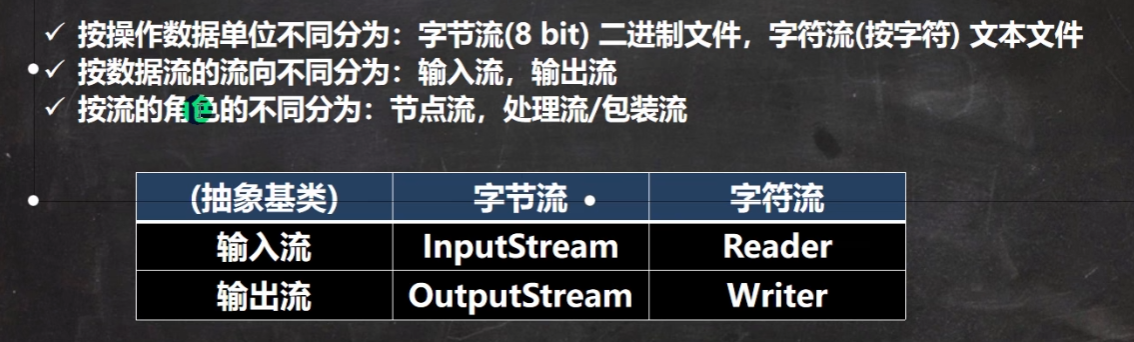 按操作数据单位不同分为：字节流(8 bit) 二进制文件，字符流(按字符) 文本文件
按数据流的流向不同分为：输入流，输出流
按流的角色的不同分为：节点流，处理流/包装流
(抽象基类) 字节流 字符流
输入流 InputStream Reader
输出流 OutputStream Writer